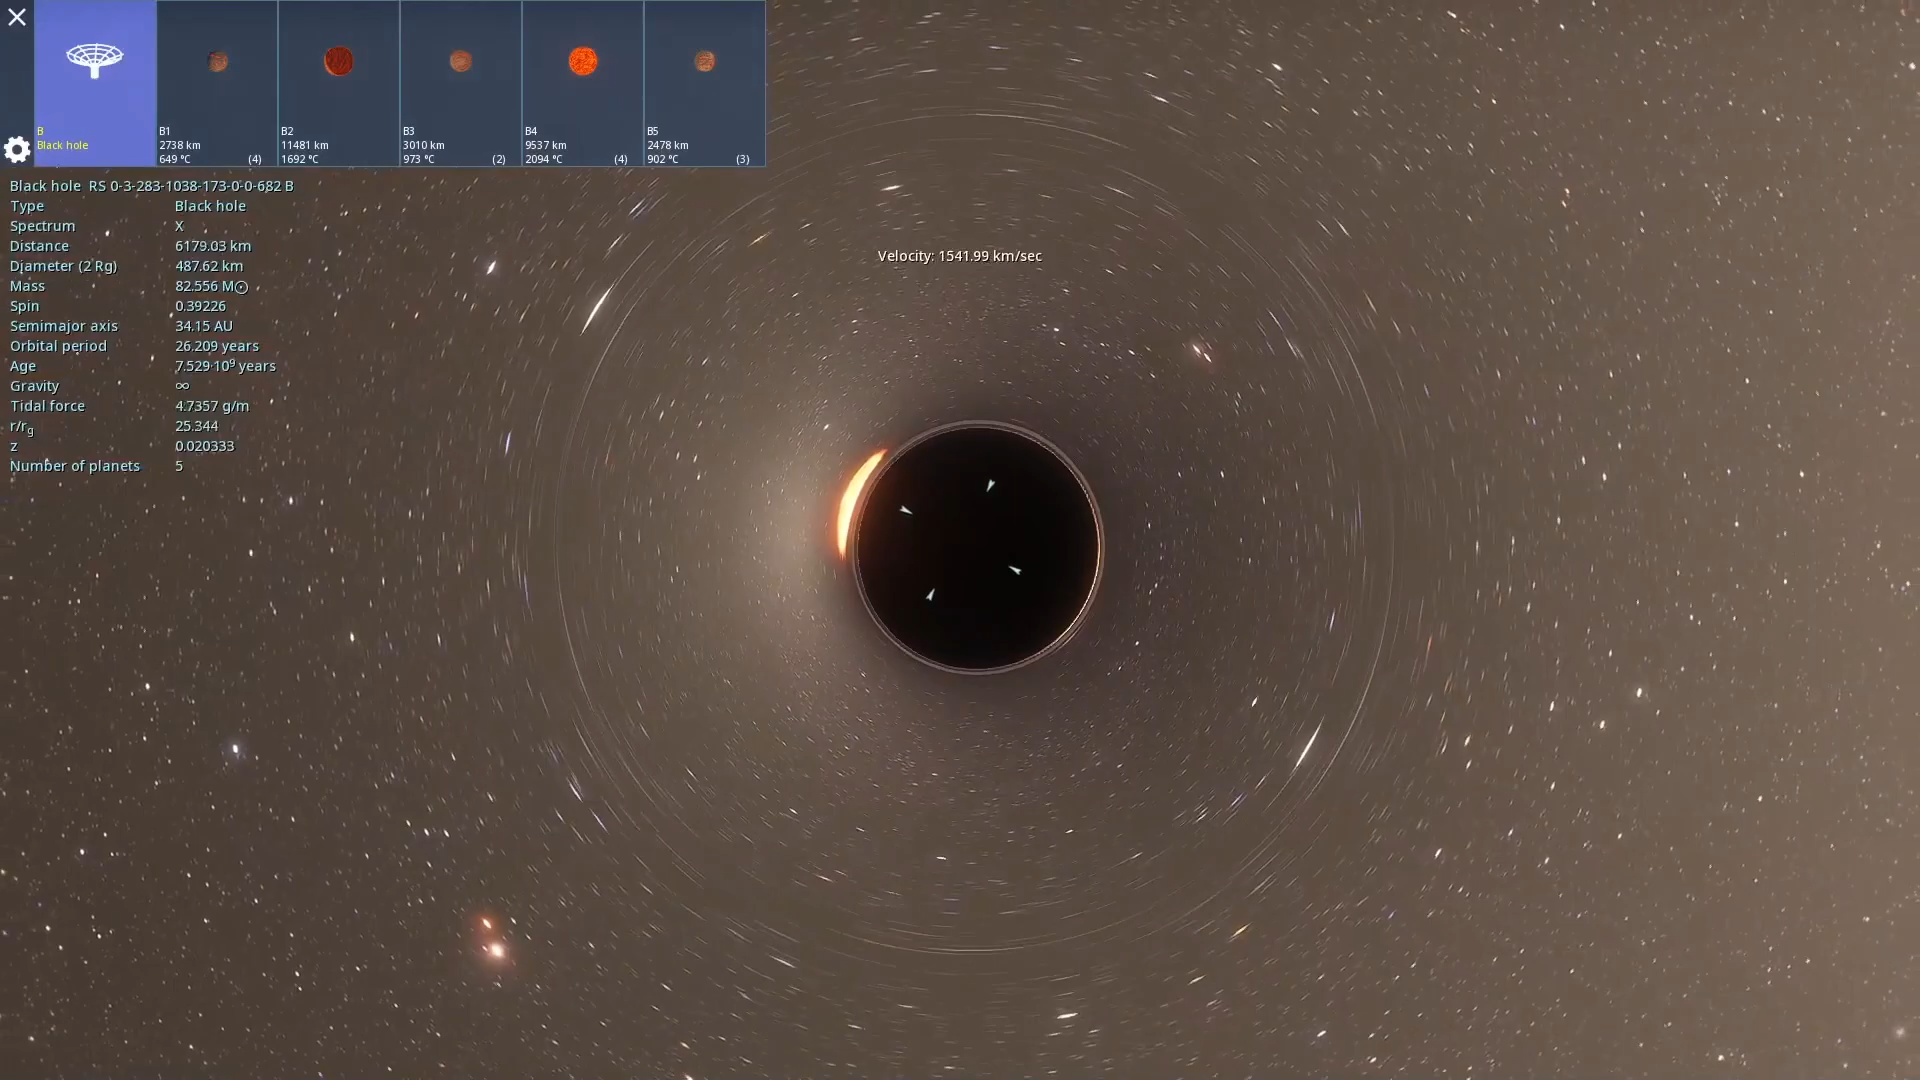 B
Black hole
B1
2738 km
649 °C (4)
B2
11481 km
1692 °C
B3
3010 km
973 °C (2)
B4
9537 km
2094 °C (4)
B5
2478 km
902 °C (3)
Black hole RS 0-3-283-1038-173-0-0-682 B
Type Black hole
Spectrum X
Distance 6179.03 km
Diameter (2 Rg) 487.62 km
Mass 82.556 M☉
Spin 0.39226
Semimajor axis 34.15 AU
Orbital period 26.209 years
Age 7.529·10⁹ years
Gravity ∞
Tidal force 4.7357 g/m
r/rg 25.344
z 0.020333
Number of planets 5
Velocity: 1541.99 km/sec